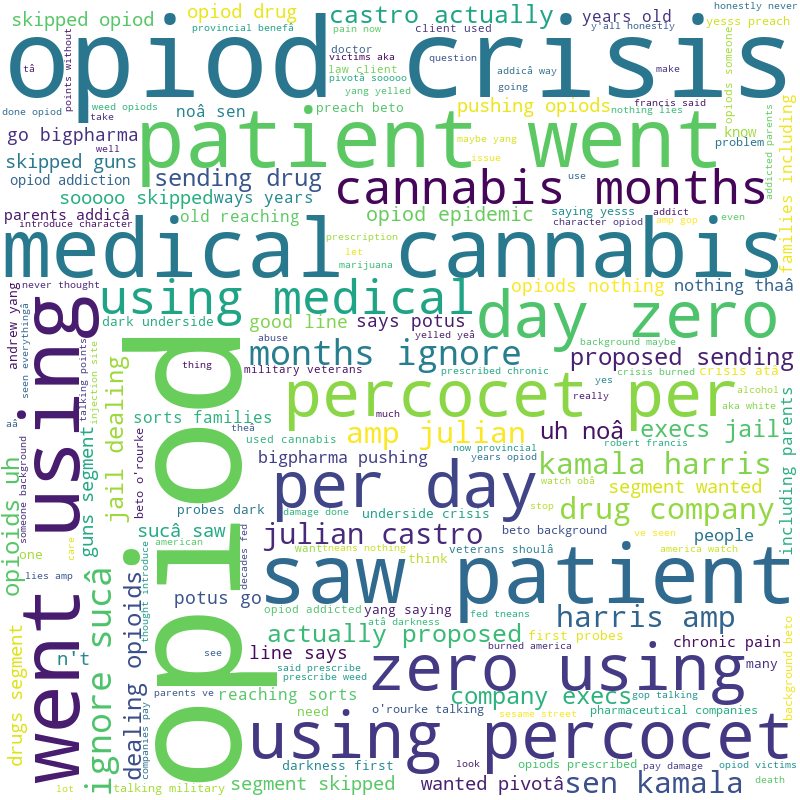 skipped opiod
opiod drug
castro actually
years old
honestly never
provincial benefâ
pain now
client used
y'all honestly
yesss preach
opiod crisis
tâ
points without
doctor
victims aka
law client
question
pivotâ sooooo
addicâ way
make
yang yelled
going
francis said
opiods someone
done opiod
weed opiods
take
noâ sen
preach beto
pushing opiods
nothing lies
know
problem
go bigpharma
well
patient went
maybe yang
issue
addicted parents
skipped guns
opiod addiction
sending drug
cannabis months
use
families including
sooooo skipped
ways years
parents addicâ
introduce character
old reaching
opiod epidemic
saying yesss
character opiod
addict
amp gop
even
medical cannabis
prescription
let
marijuana
never thought
andrew yang
seen everythingâ
using medical
opiods nothing
nothing thaâ
dark underside
good line
says potus
day zero
abuse
yelled yeâ
background maybe
went using
talking points
injection site
opiod
thing
months ignore
military veterans
prescribed chronic
proposed sending
crisis burned
crisis atâ
yes
percocet per
really
alcohol
aka white
jail dealing
sorts families
much
aâ
theâ
used cannabis
beto o'rourke
amp julian
uh noâ
execs jail
robert francis
someone background
guns segment
bigpharma pushing
now provincial
years opiod
kamala harris
watch obâ
segment wanted
including parents
opioids uh
probes dark
per day
damage done
underside crisis
stop
drug company
one
care
sucâ saw
american
julian castro
beto background
people
want
tneans nothing
think
veterans shoulâ
ve seen
america watch
lies amp
ignore sucâ
thought introduce
decades fed
saw patient
potus go
opiod addicted
yang saying
fed tneans
harris amp
atâ darkness
actually proposed
burned america
first probes
chronic pain
n't
dealing opioids
see
line says
said prescribe
prescribe weed
zero using
many
drugs segment
companies pay
parents ve
reaching sorts
need
company execs
gop talking
o'rourke talking
sesame street
pharmaceutical companies
background beto
using percocet
look
darkness first
opiods prescribed
pay damage
opiod victims
lot
talking military
segment skipped
wanted pivotâ
sen kamala
death